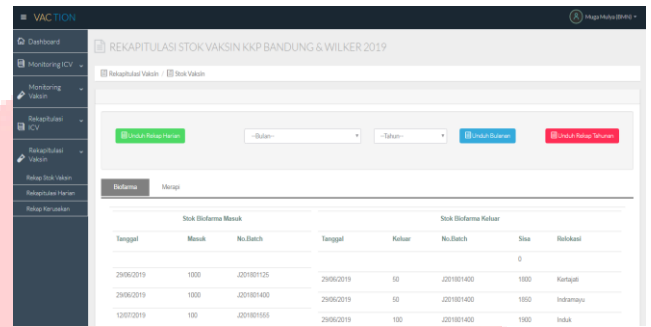 VACTION
Muga Mulya (BMN)
Dashboard
Monitoring ICV
Monitoring
Vaksin
Rekapitulasi
ICV
Rekapitulasi
Vaksin
Rekap Stok Vaksin
Rekapitulasi Harian
Rekap Kerusakan
REKAPITULASI STOK VAKSIN KKP BANDUNG & WILKER 2019
Rekapitulasi Vaksin / Stok Vaksin
Unduh Rekap Harian --Bulan-- --Tahun-- Unduh Bulanan Unduh Rekap Tahunan
Biofarma Merapi
Stok Biofarma Masuk Stok Biofarma Keluar
Tanggal Masuk No.Batch Tanggal Keluar No.Batch Sisa Relokasi
0
29/06/2019 1000 J201801125 29/06/2019 50 J201801400 1800 Kertajati
29/06/2019 1000 J201801400 29/06/2019 50 J201801400 1850 Indramayu
12/07/2019 100 J201801555 29/06/2019 100 J201801400 1900 Induk